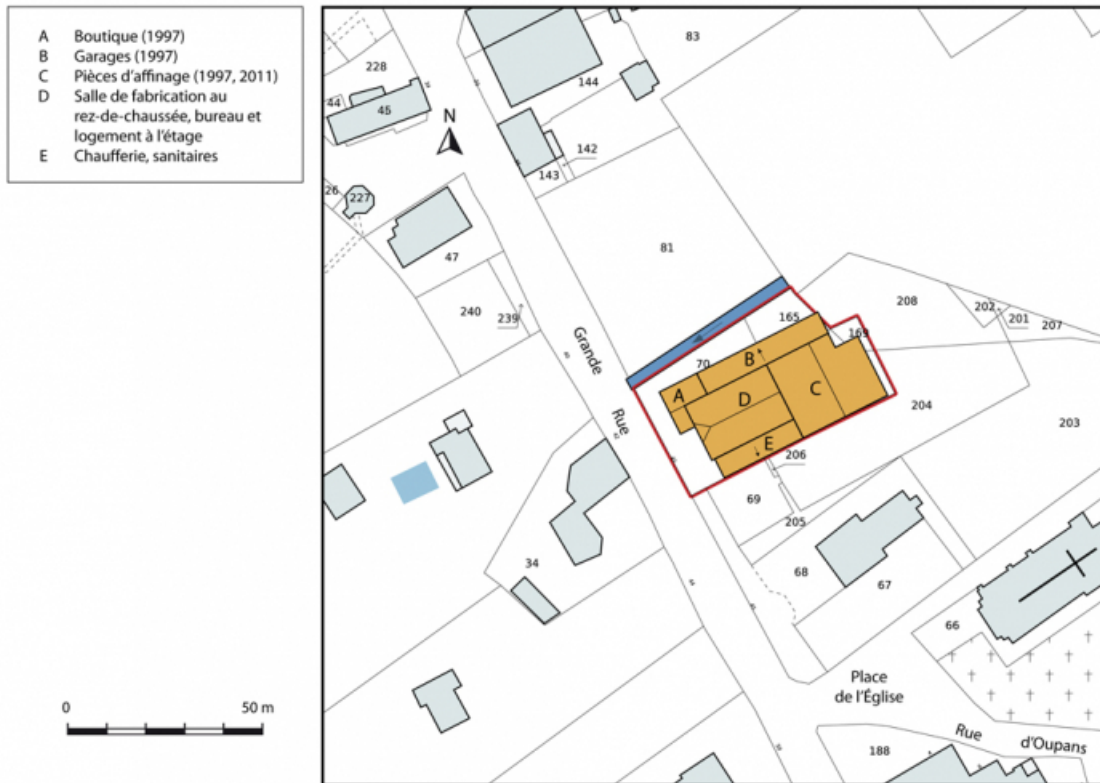 A Boutique (1997)
B Garages (1997)
C Pièces d'affinage (1997, 2011)
D Salle de fabrication au
rez-de-chaussée, bureau et
logement à l'étage
E Chaufferie, sanitaires
0 50 m
N
83
228
144
44
45
142
143
26
227
47
81
240
239
208
202
201
207
165
169
70
B
A
D
C
E
204
203
206
69
205
68
67
34
66
188
Grande
Rue
Place
de l'Église
Rue
d'Oupans